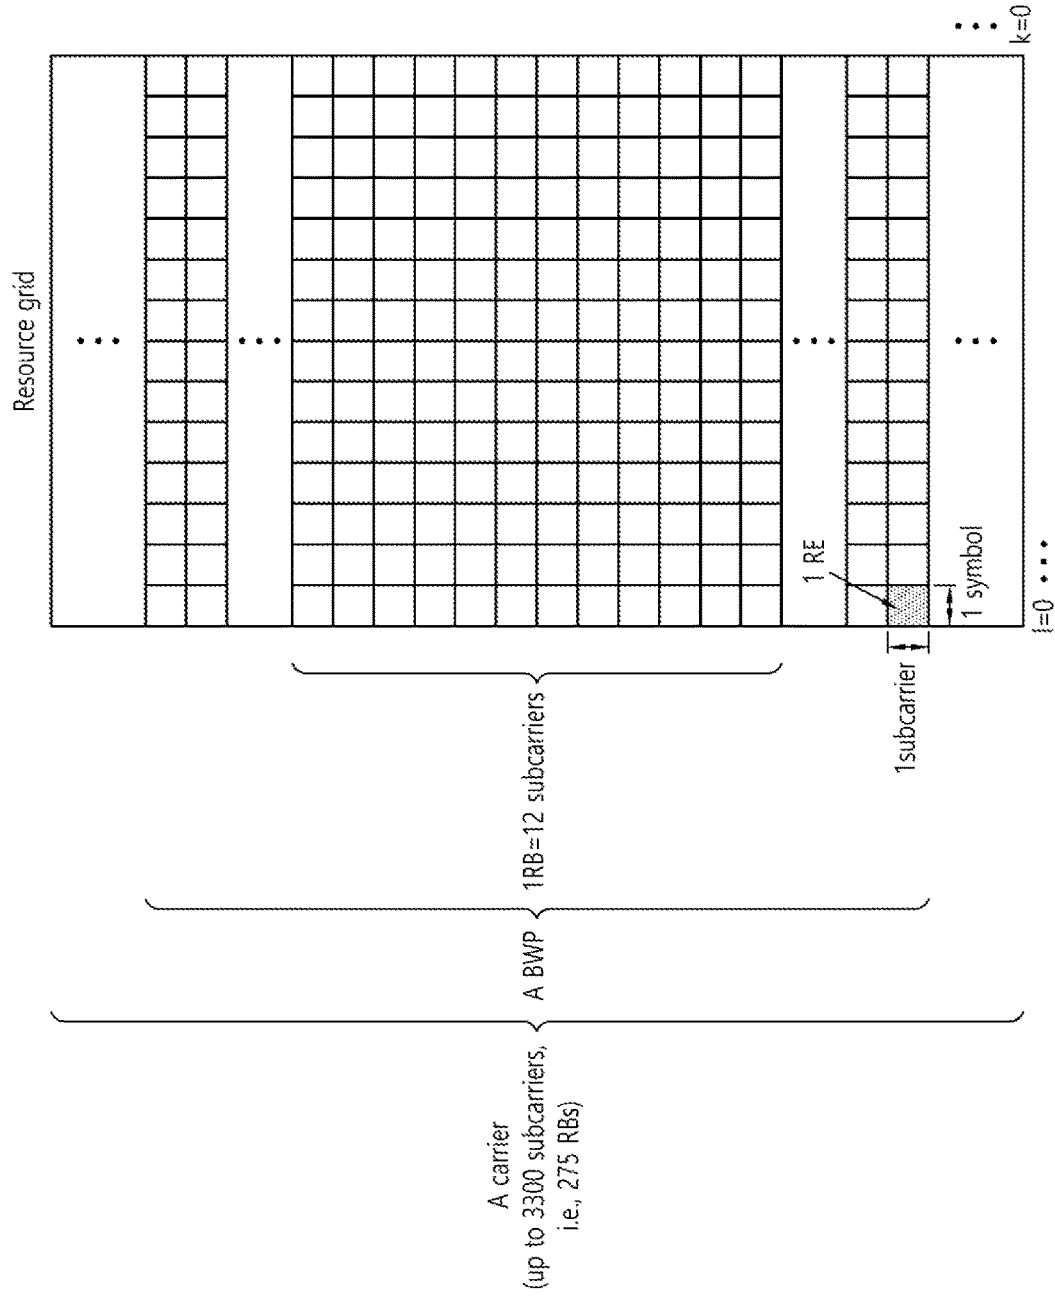 Resource grid
A carrier
(up to 3300 subcarriers,
i.e., 275 RBs)
A BWP
1RB=12 subcarriers
1subcarrier
1 RE
1 symbol
l=0
k=0